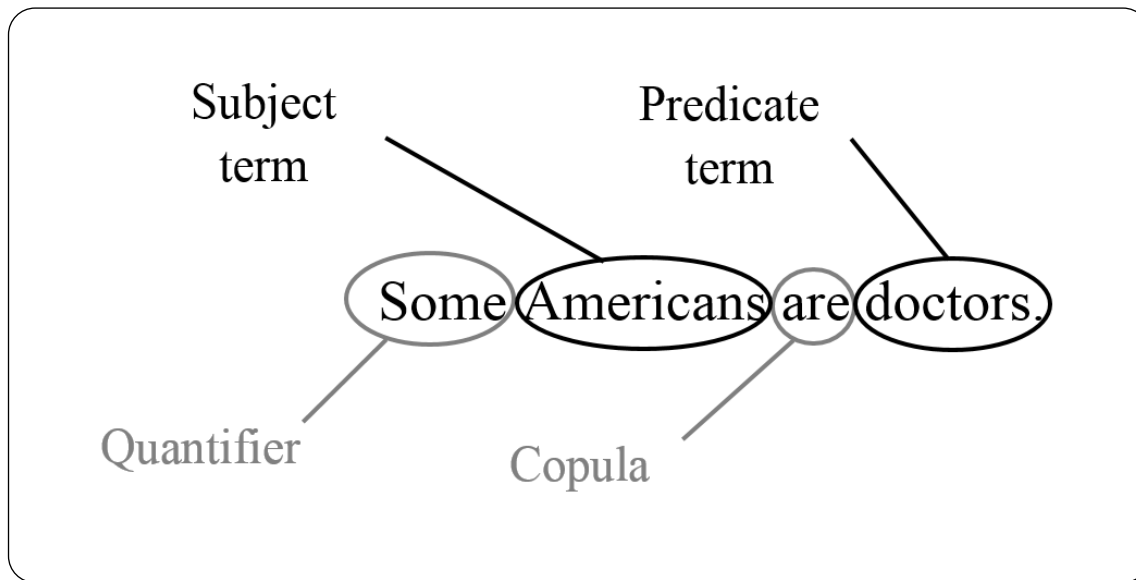 Subject
term
Predicate
term
Some Americans are doctors.
Quantifier
Copula